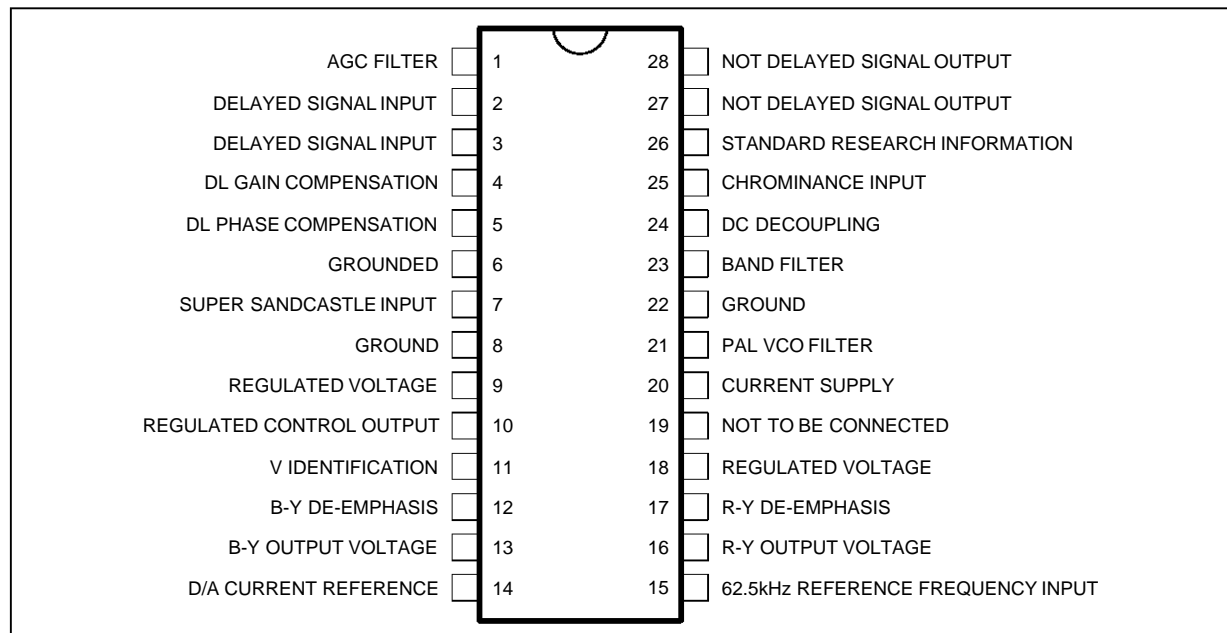 AGC FILTER 1 28 NOT DELAYED SIGNAL OUTPUT
DELAYED SIGNAL INPUT 2 27 NOT DELAYED SIGNAL OUTPUT
DELAYED SIGNAL INPUT 3 26 STANDARD RESEARCH INFORMATION
DL GAIN COMPENSATION 4 25 CHROMINANCE INPUT
DL PHASE COMPENSATION 5 24 DC DECOUPLING
GROUNDED 6 23 BAND FILTER
SUPER SANDCASTLE INPUT 7 22 GROUND
GROUND 8 21 PAL VCO FILTER
REGULATED VOLTAGE 9 20 CURRENT SUPPLY
REGULATED CONTROL OUTPUT 10 19 NOT TO BE CONNECTED
V IDENTIFICATION 11 18 REGULATED VOLTAGE
B-Y DE-EMPHASIS 12 17 R-Y DE-EMPHASIS
B-Y OUTPUT VOLTAGE 13 16 R-Y OUTPUT VOLTAGE
D/A CURRENT REFERENCE 14 15 62.5kHz REFERENCE FREQUENCY INPUT